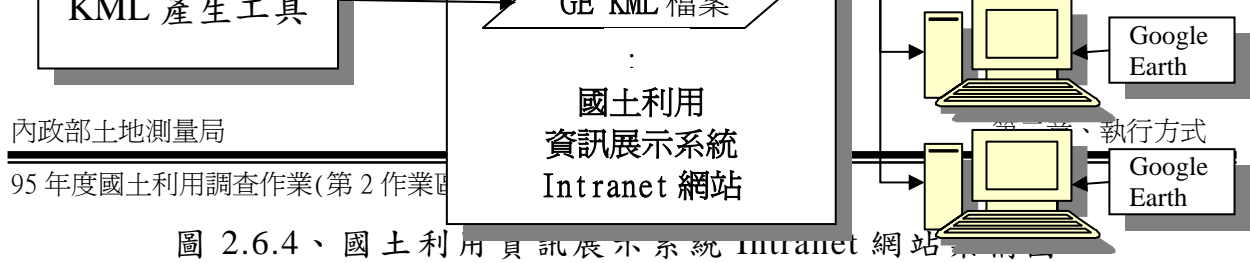 KML 產生工具
GE KML 檔案
:
Google
Earth
國土利用
資訊展示系統
Intranet 網站
內政部土地測量局
、執行方式
Google
Earth
95 年度國土利用調查作業(第 2 作業
圖 2.6.4、國土利用資訊展示系統 Intranet 網站